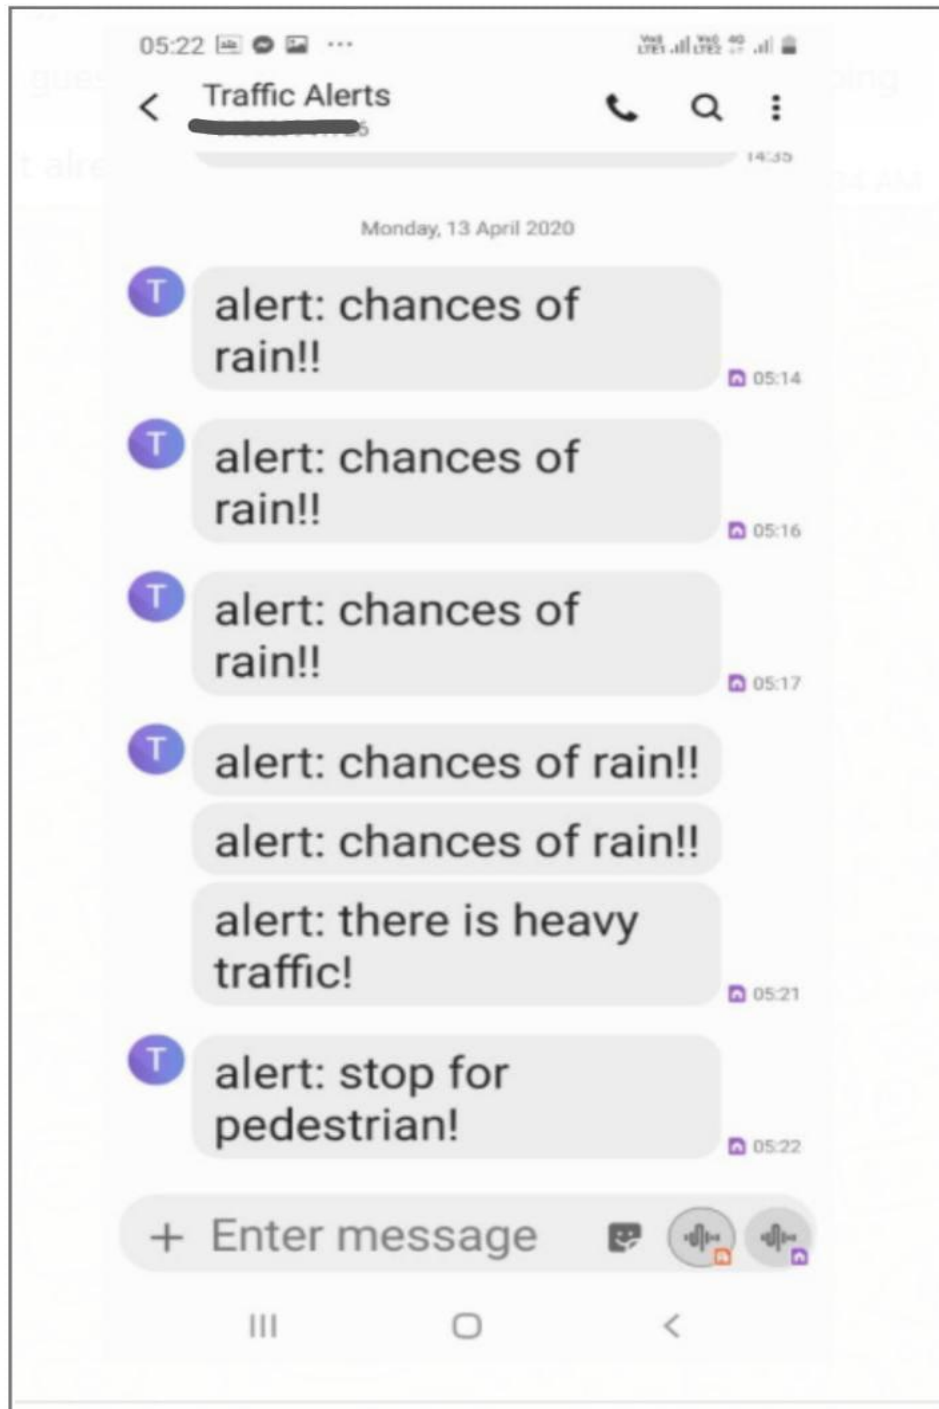 05:22
Traffic Alerts
14:35
Monday, 13 April 2020
T
alert: chances of
rain!!
05:14
T
alert: chances of
rain!!
05:16
T
alert: chances of
rain!!
05:17
T
alert: chances of rain!!
alert: chances of rain!!
alert: there is heavy
traffic!
05:21
T
alert: stop for
pedestrian!
05:22
Enter message